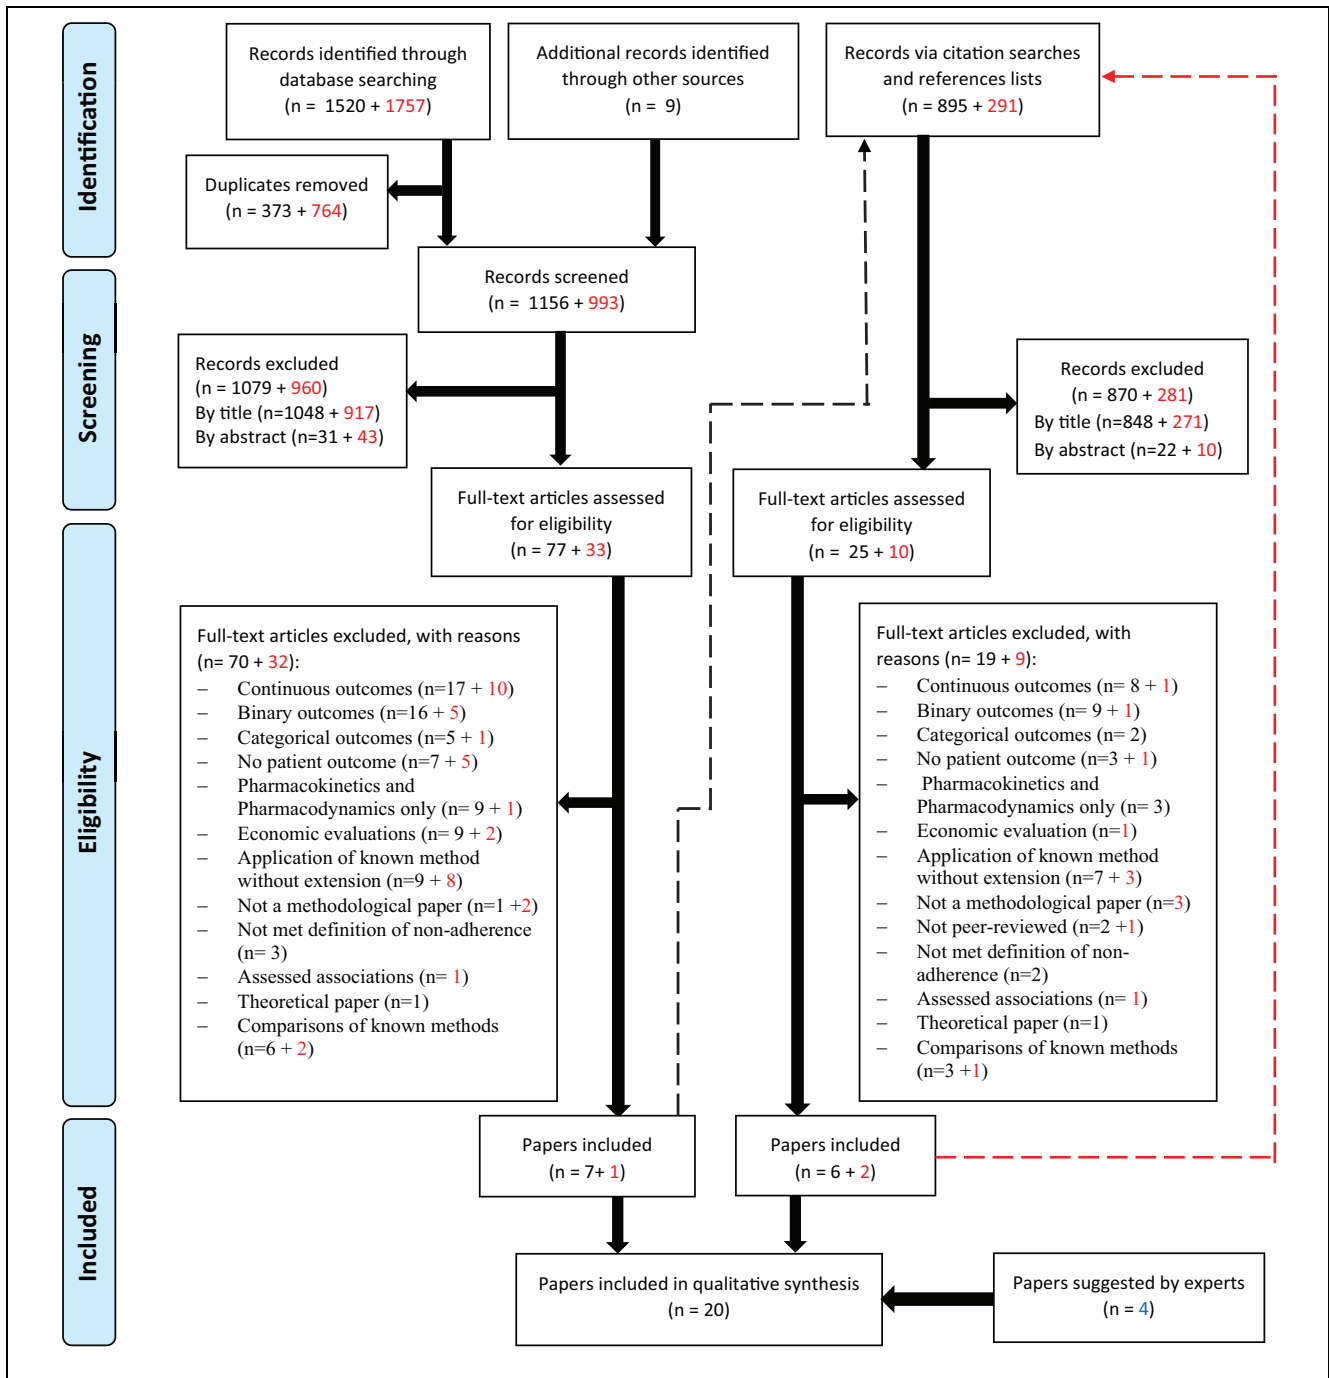 Identification
Records identified through
database searching
(n = 1520 + 1757)
Additional records identified
through other sources
(n = 9)
Records via citation searches
and references lists
(n = 895 + 291)
Duplicates removed
(n = 373 + 764)
Screening
Records screened
(n = 1156 + 993)
Records excluded
(n = 1079 + 960)
By title (n=1048 + 917)
By abstract (n=31 + 43)
Records excluded
(n = 870 + 281)
By title (n=848 + 271)
By abstract (n=22 + 10)
Full-text articles assessed
for eligibility
(n = 77 + 33)
Full-text articles assessed
for eligibility
(n = 25 + 10)
Eligibility
Full-text articles excluded, with reasons
(n= 70 + 32):
– Continuous outcomes (n=17 + 10)
– Binary outcomes (n=16 + 5)
– Categorical outcomes (n=5 + 1)
– No patient outcome (n=7 + 5)
– Pharmacokinetics and
Pharmacodynamics only (n= 9 + 1)
– Economic evaluations (n= 9 + 2)
– Application of known method
without extension (n=9 + 8)
– Not a methodological paper (n=1 +2)
– Not met definition of non-adherence
(n= 3)
– Assessed associations (n= 1)
– Theoretical paper (n=1)
– Comparisons of known methods
(n=6 + 2)
Full-text articles excluded, with
reasons (n= 19 + 9):
– Continuous outcomes (n= 8 + 1)
– Binary outcomes (n= 9 + 1)
– Categorical outcomes (n= 2)
– No patient outcome (n=3 + 1)
– Pharmacokinetics and
Pharmacodynamics only (n= 3)
– Economic evaluation (n=1)
– Application of known method
without extension (n=7 + 3)
– Not a methodological paper (n=3)
– Not peer-reviewed (n=2 +1)
– Not met definition of non-
adherence (n=2)
– Assessed associations (n= 1)
– Theoretical paper (n=1)
– Comparisons of known methods
(n=3 +1)
Included
Papers included
(n = 7+ 1)
Papers included
(n = 6 + 2)
Papers included in qualitative synthesis
(n = 20)
Papers suggested by experts
(n = 4)